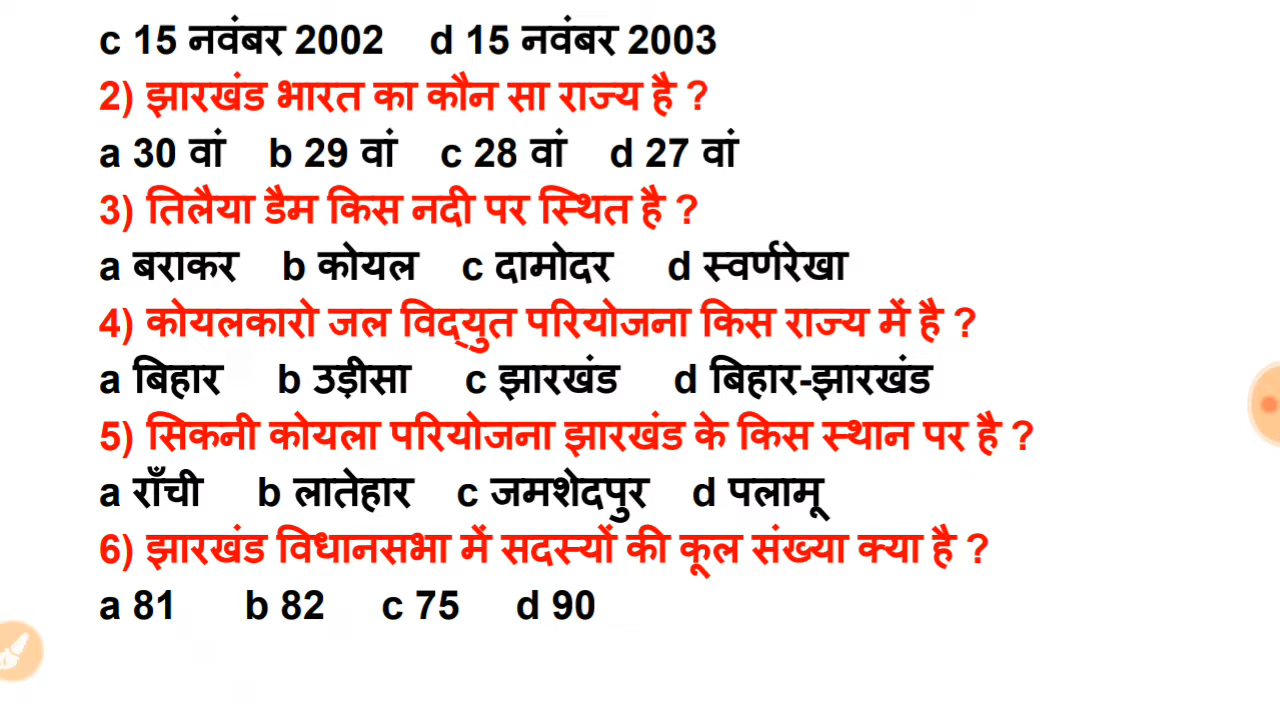 c 15 नवंबर 2002 d 15 नवंबर 2003
2) झारखंड भारत का कौन सा राज्य है ?
a 30 वां b 29 वां c 28 वां d 27 वां
3) तिलैया डैम किस नदी पर स्थित है ?
a बराकर b कोयल c दामोदर d स्वर्णरेखा
4) कोयलकारो जल विद्युत परियोजना किस राज्य में है ?
a बिहार b उड़ीसा c झारखंड d बिहार-झारखंड
5) सिकनी कोयला परियोजना झारखंड के किस स्थान पर है ?
a राँची b लातेहार c जमशेदपुर d पलामू
6) झारखंड विधानसभा में सदस्यों की कूल संख्या क्या है ?
a 81 b 82 c 75 d 90